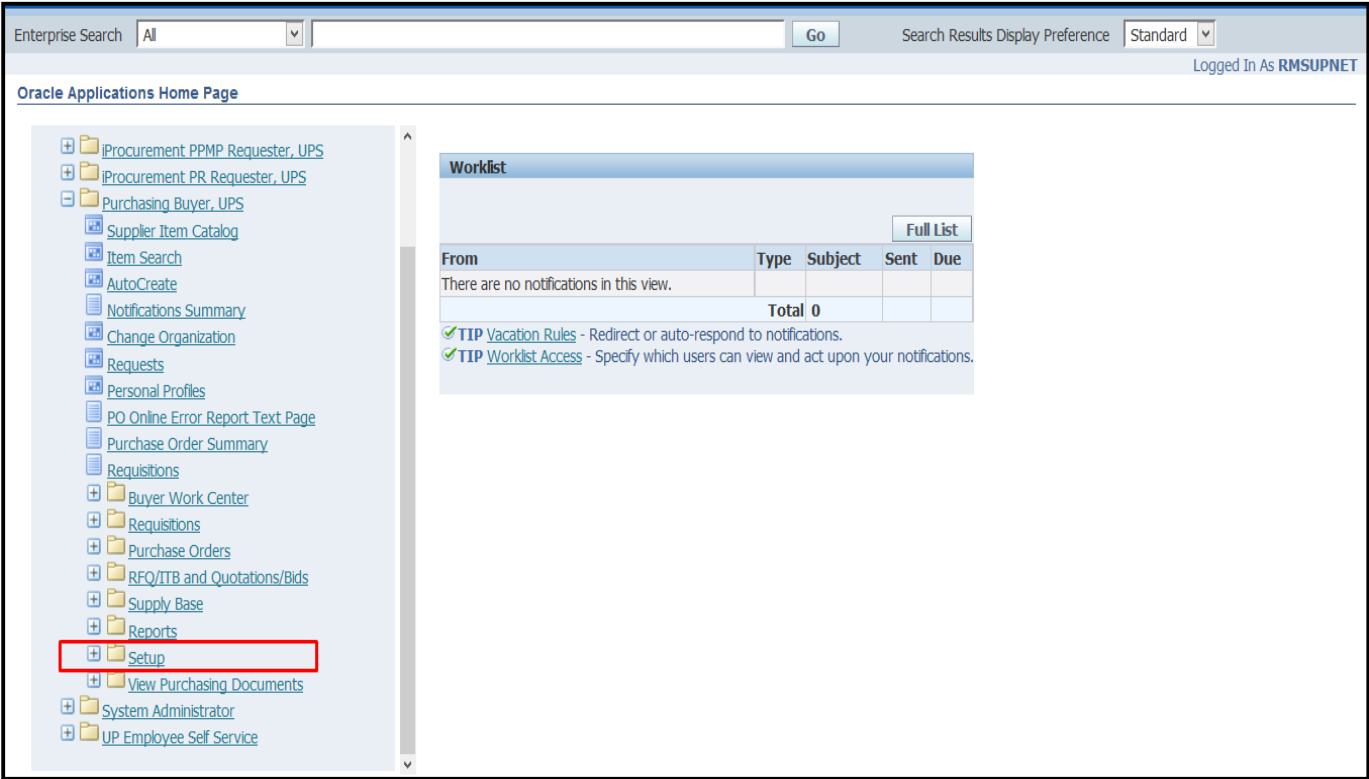 Enterprise Search All Go Search Results Display Preference Standard
Logged In As RMSUPNET
Oracle Applications Home Page
iProcurement PPMP Requester, UPS
iProcurement PR Requester, UPS
Purchasing Buyer, UPS
Supplier Item Catalog
Item Search
AutoCreate
Notifications Summary
Change Organization
Requests
Personal Profiles
PO Online Error Report Text Page
Purchase Order Summary
Requisitions
Buyer Work Center
Requisitions
Purchase Orders
RFQ/ITB and Quotations/Bids
Supply Base
Reports
Setup
View Purchasing Documents
System Administrator
UP Employee Self Service
Worklist
Full List
From Type Subject Sent Due
There are no notifications in this view.
Total 0
TIP Vacation Rules - Redirect or auto-respond to notifications.
TIP Worklist Access - Specify which users can view and act upon your notifications.